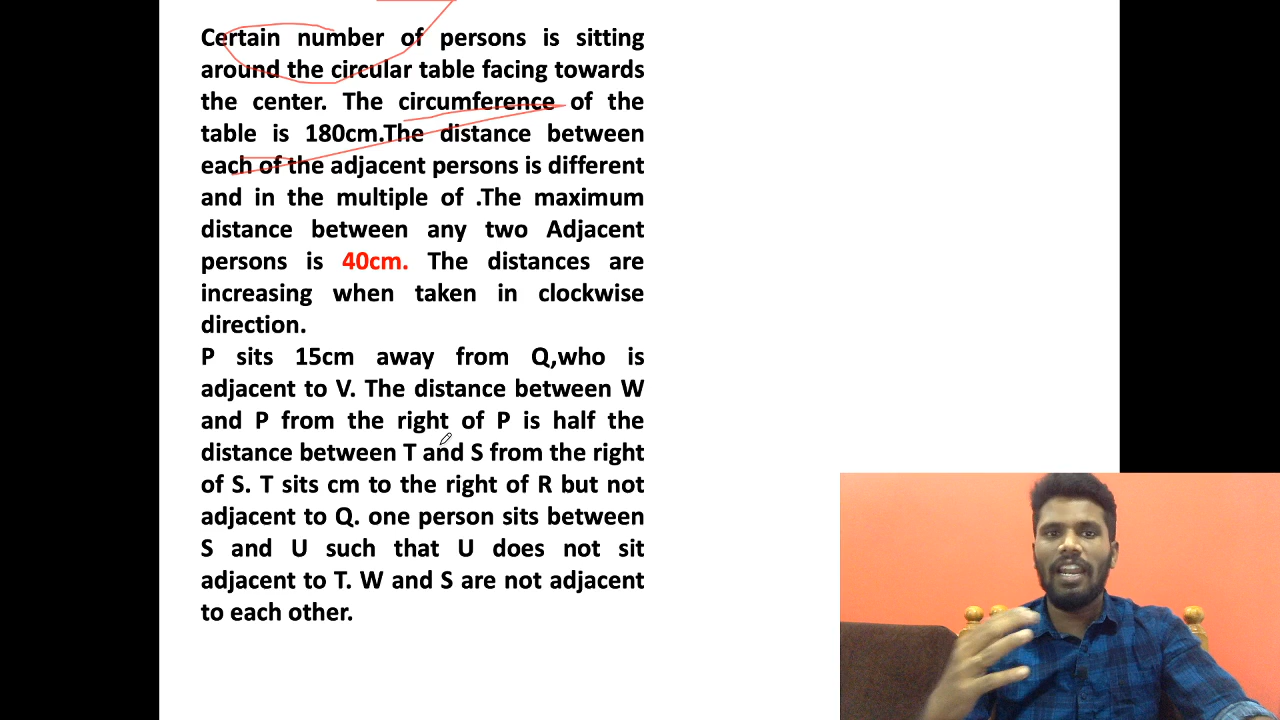 Certain number of persons is sitting
around the circular table facing towards
the center. The circumference of the
table is 180cm.The distance between
each of the adjacent persons is different
and in the multiple of .The maximum
distance between any two Adjacent
persons is 40cm. The distances are
increasing when taken in clockwise
direction.
P sits 15cm away from Q,who is
adjacent to V. The distance between W
and P from the right of P is half the
distance between T and S from the right
of S. T sits cm to the right of R but not
adjacent to Q. one person sits between
S and U such that U does not sit
adjacent to T. W and S are not adjacent
to each other.